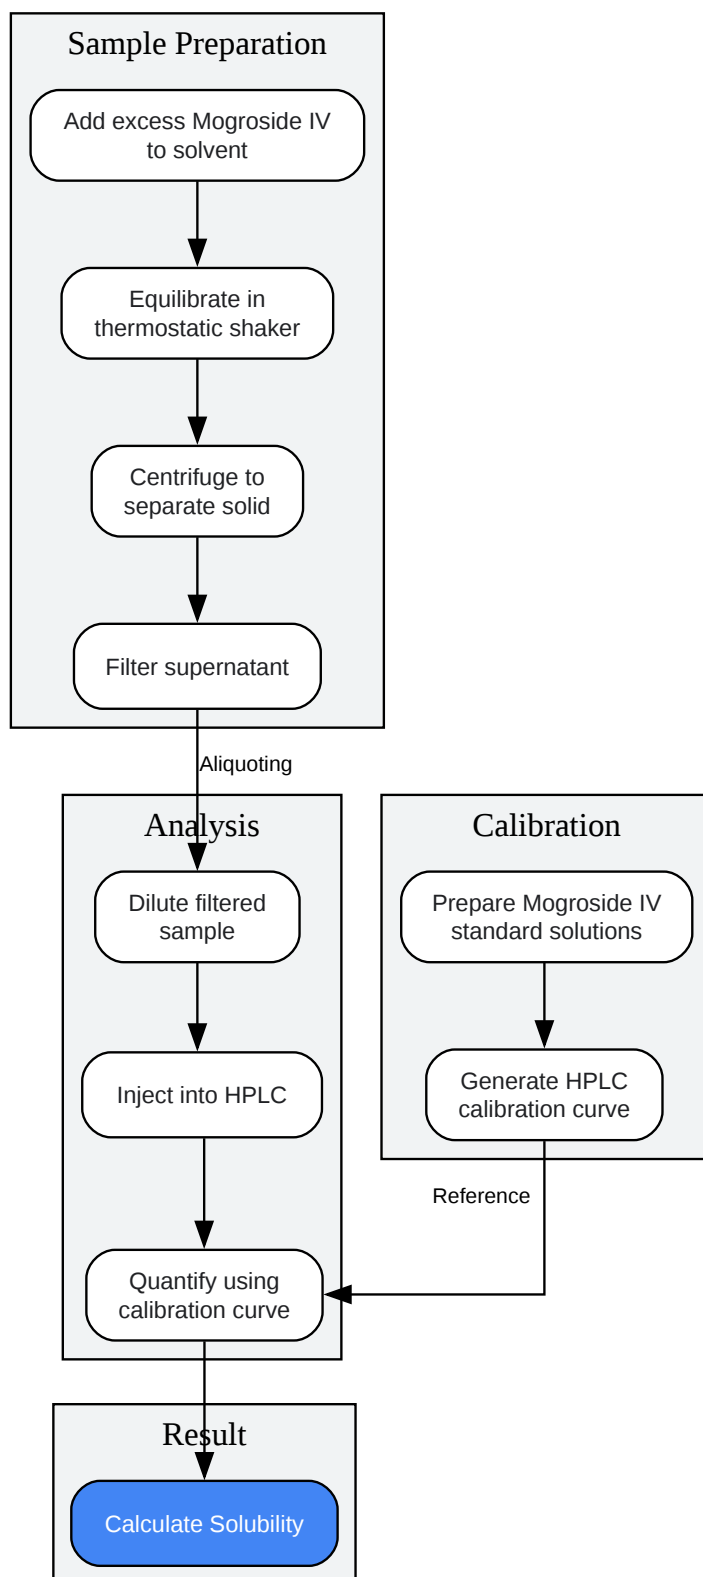 Sample Preparation
Add excess Mogroside IV
to solvent
Equilibrate in
thermostatic shaker
Centrifuge to
separate solid
Filter supernatant
Aliquoting
Analysis
Dilute filtered
sample
Inject into HPLC
Quantify using
calibration curve
Calibration
Prepare Mogroside IV
standard solutions
Generate HPLC
calibration curve
Reference
Result
Calculate Solubility